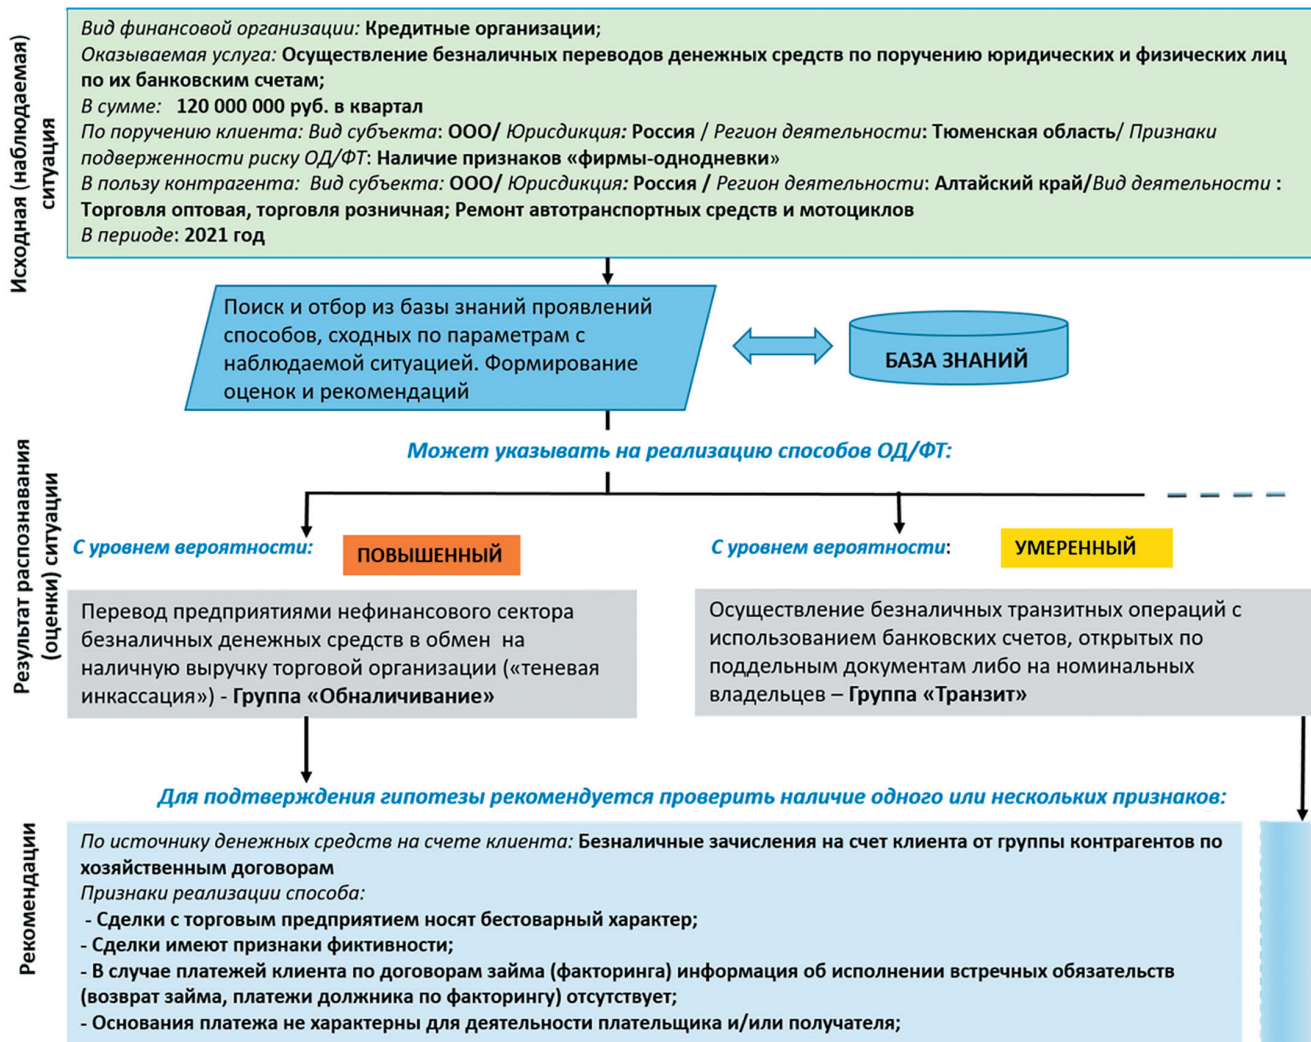 Исходная (наблюдаемая)
ситуация
Вид финансовой организации: Кредитные организации;
Оказываемая услуга: Осуществление безналичных переводов денежных средств по поручению юридических и физических лиц
по их банковским счетам;
В сумме: 120 000 000 руб. в квартал
По поручению клиента: Вид субъекта: ООО/ Юрисдикция: Россия / Регион деятельности: Тюменская область/ Признаки
подверженности риску ОД/ФТ: Наличие признаков «фирмы-однодневки»
В пользу контрагента: Вид субъекта: ООО/ Юрисдикция: Россия / Регион деятельности: Алтайский край/Вид деятельности :
Торговля оптовая, торговля розничная; Ремонт автотранспортных средств и мотоциклов
В периоде: 2021 год
Поиск и отбор из базы знаний проявлений
способов, сходных по параметрам с
наблюдаемой ситуацией. Формирование
оценок и рекомендаций
БАЗА ЗНАНИЙ
Может указывать на реализацию способов ОД/ФТ:
Результат распознавания
(оценки) ситуации
С уровнем вероятности:
ПОВЫШЕННЫЙ
С уровнем вероятности:
УМЕРЕННЫЙ
Перевод предприятиями нефинансового сектора
безналичных денежных средств в обмен на
наличную выручку торговой организации («теневая
инкассация») - Группа «Обналичивание»
Осуществление безналичных транзитных операций с
использованием банковских счетов, открытых по
поддельным документам либо на номинальных
владельцев – Группа «Транзит»
Для подтверждения гипотезы рекомендуется проверить наличие одного или нескольких признаков:
Рекомендации
По источнику денежных средств на счете клиента: Безналичные зачисления на счет клиента от группы контрагентов по
хозяйственным договорам
Признаки реализации способа:
- Сделки с торговым предприятием носят бестоварный характер;
- Сделки имеют признаки фиктивности;
- В случае платежей клиента по договорам займа (факторинга) информация об исполнении встречных обязательств
(возврат займа, платежи должника по факторингу) отсутствует;
- Основания платежа не характерны для деятельности плательщика и/или получателя;